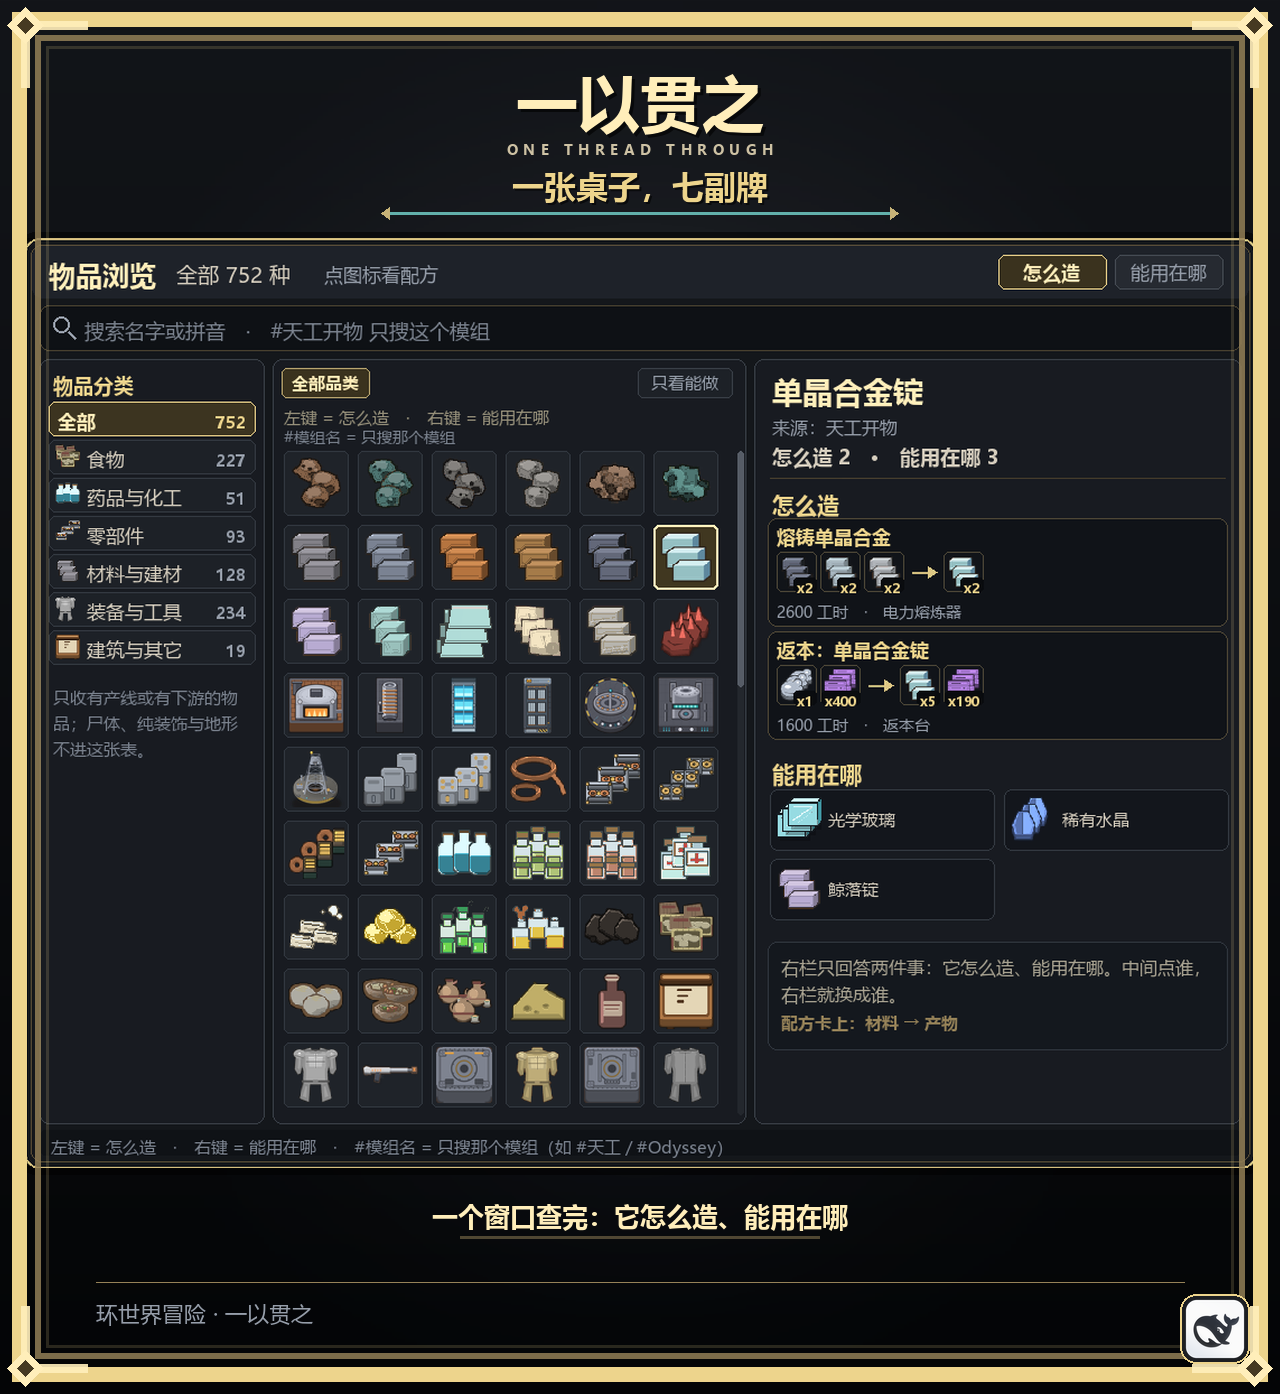 一以贯之
ONE THREAD THROUGH
一张桌子，七副牌
物品浏览 全部 752 种 点图标看配方 怎么造 能用在哪
搜索名字或拼音 · #天工开物 只搜这个模组
物品分类
全部 752
食物 227
药品与化工 51
零部件 93
材料与建材 128
装备与工具 234
建筑与其它 19
只收有产线或有下游的物
品；尸体、纯装饰与地形
不进这张表。
全部品类 只看能做
左键 = 怎么造 · 右键 = 能用在哪
#模组名 = 只搜那个模组
单晶合金锭
来源：天工开物
怎么造 2 • 能用在哪 3
怎么造
熔铸单晶合金
x2 x2 x2 → x2
2600 工时 · 电力熔炼器
返本：单晶合金锭
x1 x400 → x5 x190
1600 工时 · 返本台
能用在哪
光学玻璃 稀有水晶
鲸落锭
右栏只回答两件事：它怎么造、能用在哪。中间点谁，
右栏就换成谁。
配方卡上：材料 → 产物
左键 = 怎么造 · 右键 = 能用在哪 · #模组名 = 只搜那个模组（如 #天工 / #Odyssey）
一个窗口查完：它怎么造、能用在哪
环世界冒险 · 一以贯之